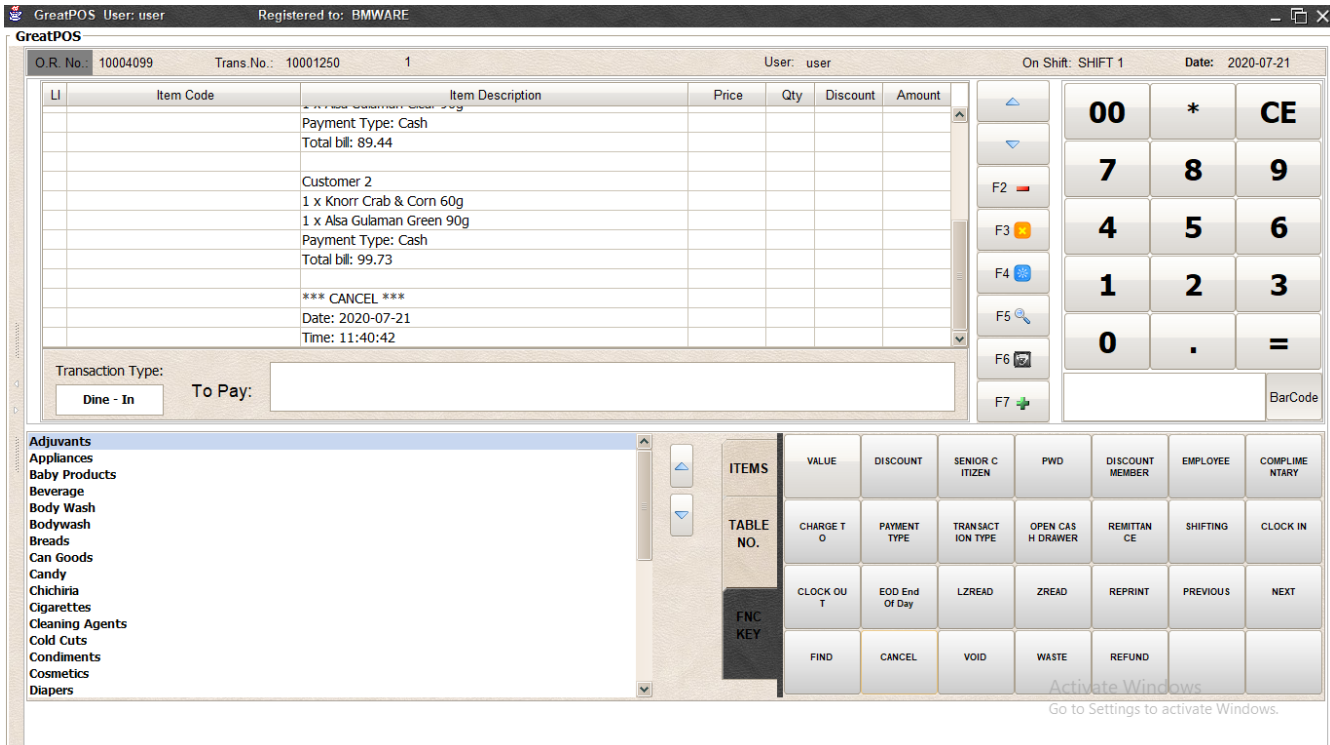 GreatPOS User: user Registered to: BMWARE
GreatPOS
O.R. No.: 10004099 Trans.No.: 10001250 1 User: user On Shift: SHIFT 1 Date: 2020-07-21
LI Item Code Item Description Price Qty Discount Amount
1 x Alsa Gulaman Clear 90g
Payment Type: Cash
Total bill: 89.44
Customer 2
1 x Knorr Crab & Corn 60g
1 x Alsa Gulaman Green 90g
Payment Type: Cash
Total bill: 99.73
*** CANCEL ***
Date: 2020-07-21
Time: 11:40:42
Transaction Type:
Dine - In
To Pay:
F2
F3
F4
F5
F6
F7
00 * CE
7 8 9
4 5 6
1 2 3
0 . =
BarCode
Adjuvants
Appliances
Baby Products
Beverage
Body Wash
Bodywash
Breads
Can Goods
Candy
Chichiria
Cigarettes
Cleaning Agents
Cold Cuts
Condiments
Cosmetics
Diapers
ITEMS
TABLE
NO.
FNC
KEY
VALUE DISCOUNT SENIOR C PWD DISCOUNT EMPLOYEE COMPLIME
ITIZEN MEMBER NTARY
CHARGE T PAYMENT TRANSACT OPEN CAS REMITTAN SHIFTING CLOCK IN
O TYPE ION TYPE H DRAWER CE
CLOCK OU EOD End LZREAD ZREAD REPRINT PREVIOUS NEXT
T Of Day
FIND CANCEL VOID WASTE REFUND
Activate Windows
Go to Settings to activate Windows.